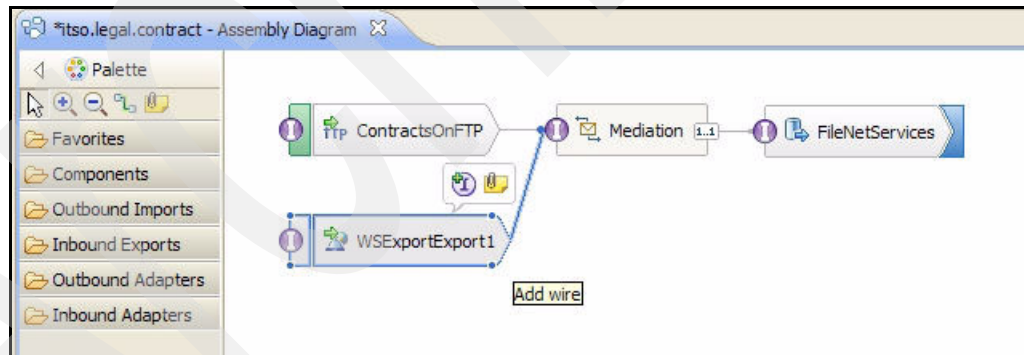 *itso.legal.contract - Assembly Diagram
Palette
Favorites
Components
Outbound Imports
Inbound Exports
Outbound Adapters
Inbound Adapters
FTP ContractsOnFTP
Mediation 1..1
FileNetServices
WSExportExport1
Add wire